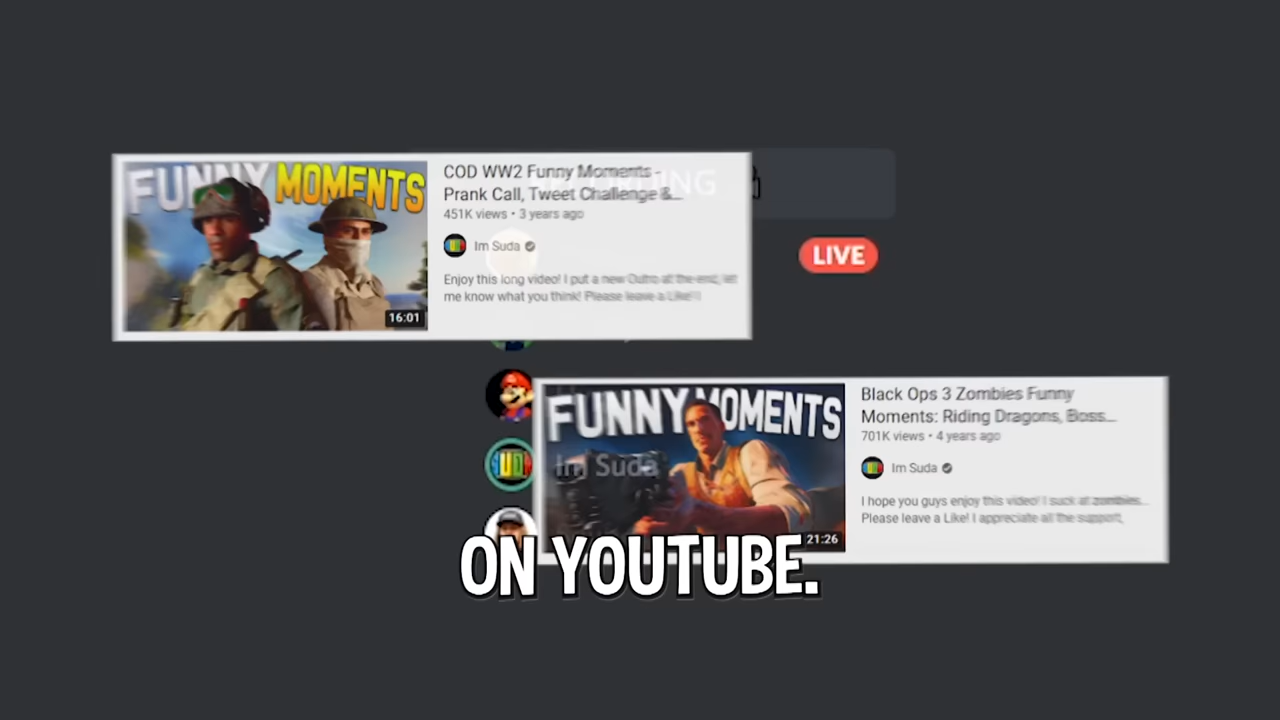 FUNNY MOMENTS
16:01
COD WW2 Funny Moments -
Prank Call, Tweet Challenge &...
451K views • 3 years ago
Im Suda
Enjoy this long video! I put a new Outro at the end, let
me know what you think! Please leave a Like! I
LIVE
FUNNY MOMENTS
Im Suda
21:26
Black Ops 3 Zombies Funny
Moments: Riding Dragons, Boss...
701K views • 4 years ago
Im Suda
I hope you guys enjoy this video! I suck at zombies...
Please leave a Like! I appreciate all the support,
ON YOUTUBE.